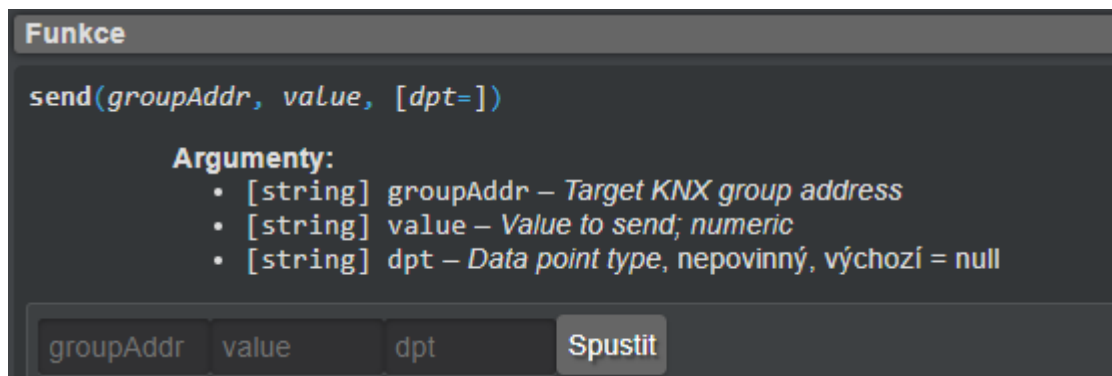 Funkce
send(groupAddr, value, [dpt=])
Argumenty:
• [string] groupAddr – Target KNX group address
• [string] value – Value to send; numeric
• [string] dpt – Data point type, nepovinný, výchozí = null
groupAddr value dpt Spustit